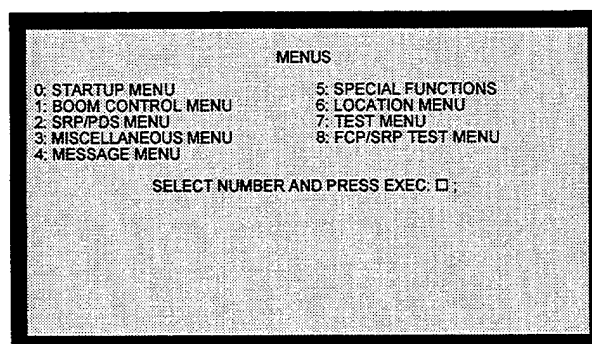 MENUS
0: STARTUP MENU
1: BOOM CONTROL MENU
2: SRP/PDS MENU
3: MISCELLANEOUS MENU
4: MESSAGE MENU
5: SPECIAL FUNCTIONS
6: LOCATION MENU
7: TEST MENU
8: FCP/SRP TEST MENU
SELECT NUMBER AND PRESS EXEC: □ ;